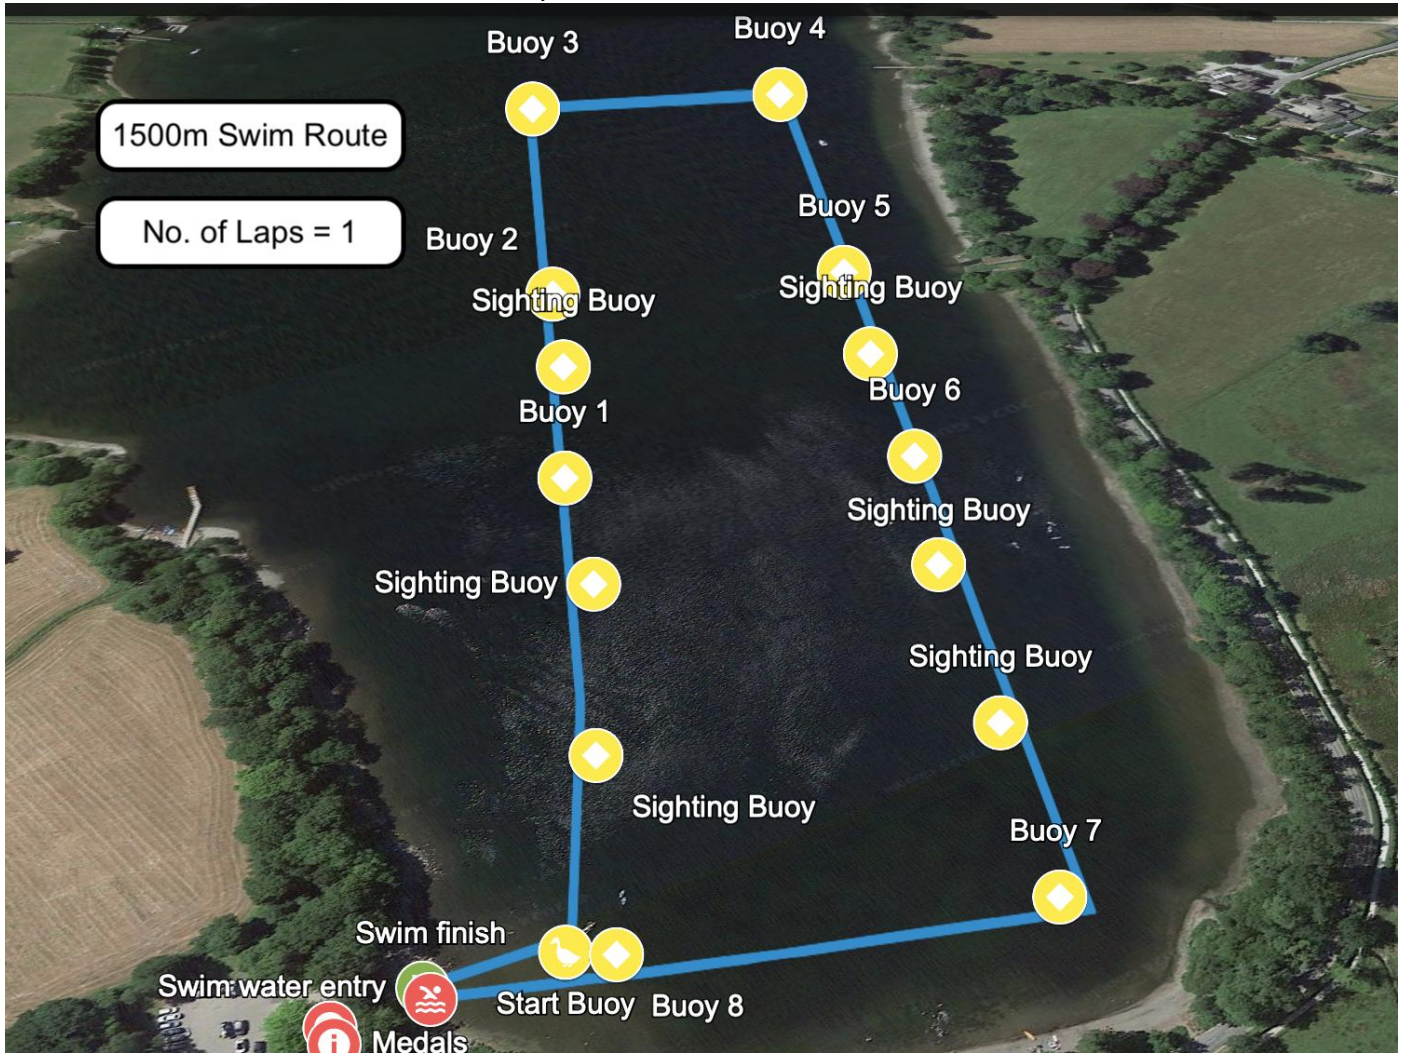 Buoy 3
Buoy 4
1500m Swim Route
No. of Laps = 1
Buoy 5
Buoy 2
Sighting Buoy
Sighting Buoy
Buoy 6
Buoy 1
Sighting Buoy
Sighting Buoy
Sighting Buoy
Sighting Buoy
Buoy 7
Swim finish
Swim water entry
Start Buoy
Buoy 8
Medals